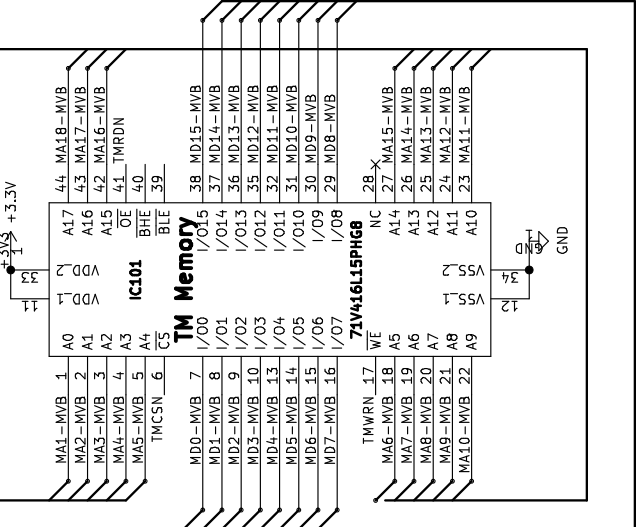 MA18-MVB
MA17-MVB
MA16-MVB
TMRDN
MD15-MVB
MD14-MVB
MD13-MVB
MD12-MVB
MD11-MVB
MD10-MVB
MD9-MVB
MD8-MVB
MA15-MVB
MA14-MVB
MA13-MVB
MA12-MVB
MA11-MVB
44
43
42
41
40
39
38
37
36
35
32
31
30
29
28
27
26
25
24
23
A17
A16
A15
OE
BHE
BLE
I/O15
I/O14
I/O13
I/O12
I/O11
I/O10
I/O9
I/O8
NC
A14
A13
A12
A11
A10
+3.3V
+3V3
1
33
11
VDD_2
VDD_1
IC101
TM Memory
71V416L15PHG8
VSS_2
VSS_1
34
12
1
GND
GND
A0
A1
A2
A3
A4
CS
I/O0
I/O1
I/O2
I/O3
I/O4
I/O5
I/O6
I/O7
WE
A5
A6
A7
A8
A9
1
2
3
4
5
6
7
8
9
10
13
14
15
16
17
18
19
20
21
22
MA1-MVB
MA2-MVB
MA3-MVB
MA4-MVB
MA5-MVB
TMCSN
MD0-MVB
MD1-MVB
MD2-MVB
MD3-MVB
MD4-MVB
MD5-MVB
MD6-MVB
MD7-MVB
TMWRN
MA6-MVB
MA7-MVB
MA8-MVB
MA9-MVB
MA10-MVB